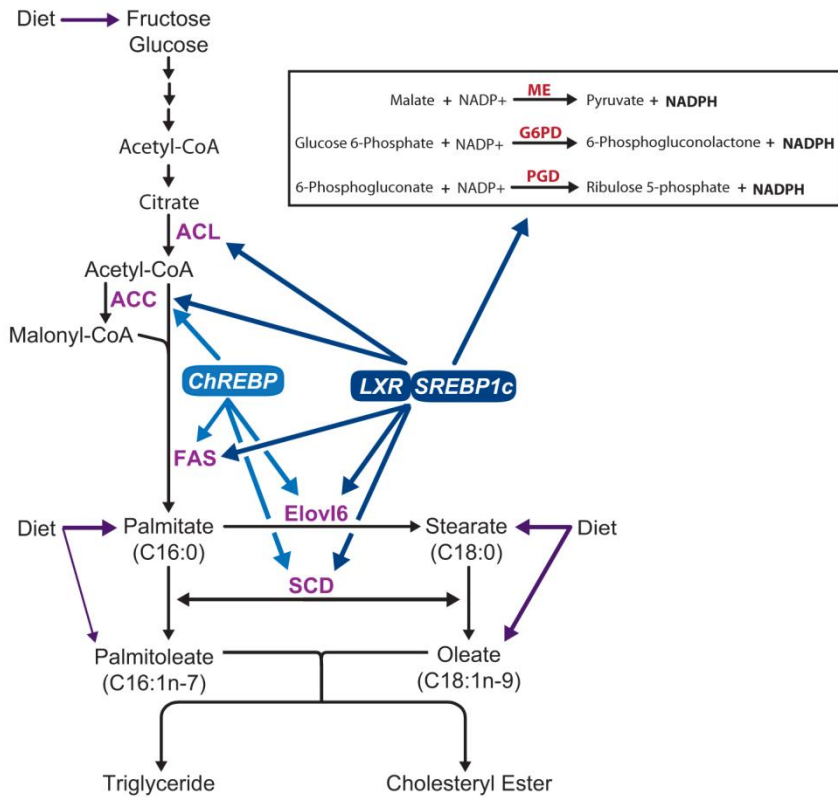 Diet
Fructose
Glucose
ME
Malate + NADP+
Pyruvate + NADPH
G6PD
Glucose 6-Phosphate + NADP+
6-Phosphogluconolactone + NADPH
PGD
6-Phosphogluconate + NADP+
Ribulose 5-phosphate + NADPH
Acetyl-CoA
Citrate
ACL
Acetyl-CoA
ACC
Malonyl-CoA
ChREBP
LXR
SREBP1c
FAS
Elovl6
Diet
Palmitate
(C16:0)
Stearate
(C18:0)
Diet
SCD
Palmitoleate
(C16:1n-7)
Oleate
(C18:1n-9)
Triglyceride
Cholesteryl Ester